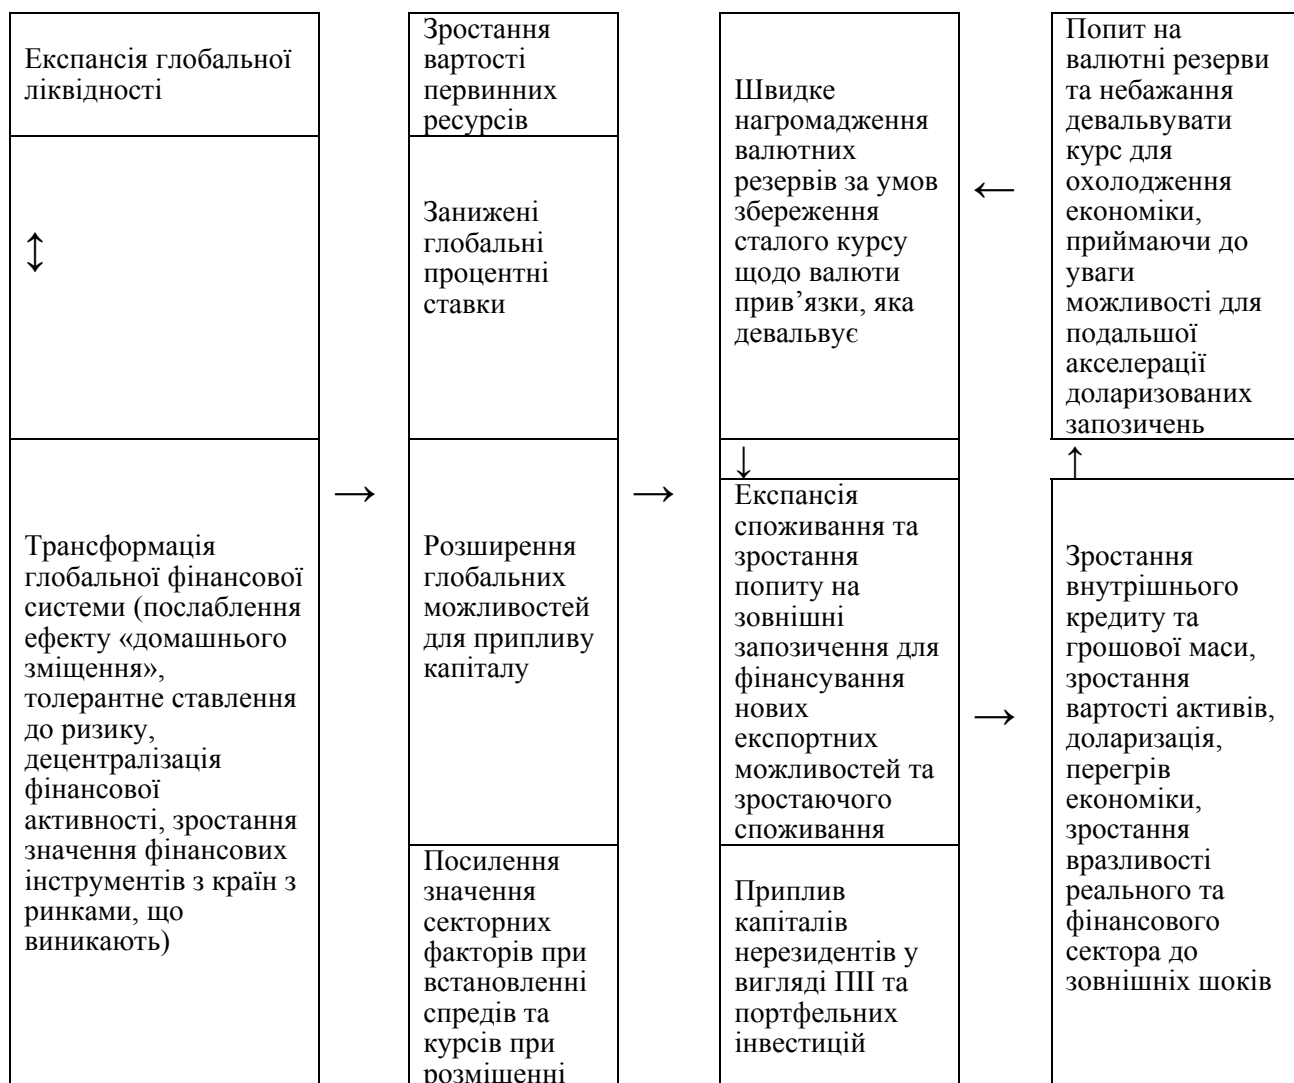 Експансія глобальної
ліквідності
↕
Трансформація
глобальної фінансової
системи (послаблення
ефекту «домашнього
зміщення»,
толерантне ставлення
до ризику,
децентралізація
фінансової
активності, зростання
значення фінансових
інструментів з країн з
ринками, що
виникають)
→
Зростання
вартості
первинних
ресурсів
Занижені
глобальні
процентні
ставки
Розширення
глобальних
можливостей
для припливу
капіталу
Посилення
значення
секторних
факторів при
встановленні
спредів та
курсів при
розміщенні
→
Швидке
нагромадження
валютних
резервів за умов
збереження
сталого курсу
щодо валюти
прив’язки, яка
девальвує
↓
Експансія
споживання та
зростання
попиту на
зовнішні
запозичення для
фінансування
нових
експортних
можливостей та
зростаючого
споживання
Приплив
капіталів
нерезидентів у
вигляді ПІІ та
портфельних
інвестицій
←
→
Попит на
валютні резерви
та небажання
девальвувати
курс для
охолодження
економіки,
приймаючи до
уваги
можливості для
подальшої
акселерації
доларизованих
запозичень
↑
Зростання
внутрішнього
кредиту та
грошової маси,
зростання
вартості активів,
доларизація,
перегрів
економіки,
зростання
вразливості
реального та
фінансового
сектора до
зовнішніх шоків